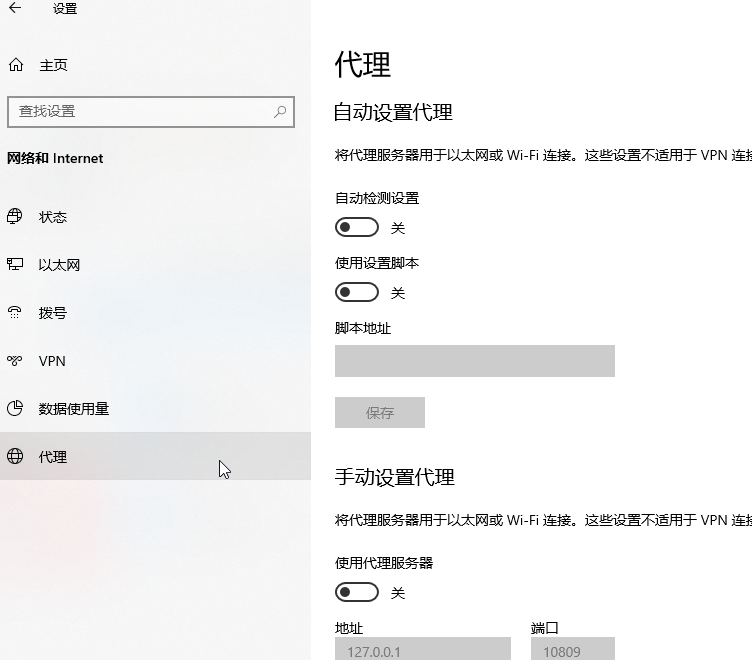 设置
主页
查找设置
网络和 Internet
状态
以太网
拨号
VPN
数据使用量
代理
代理
自动设置代理
将代理服务器用于以太网或 Wi-Fi 连接。这些设置不适用于 VPN 连
自动检测设置
关
使用设置脚本
关
脚本地址
保存
手动设置代理
将代理服务器用于以太网或 Wi-Fi 连接。这些设置不适用于 VPN 连
使用代理服务器
关
地址 端口
127.0.0.1 10809